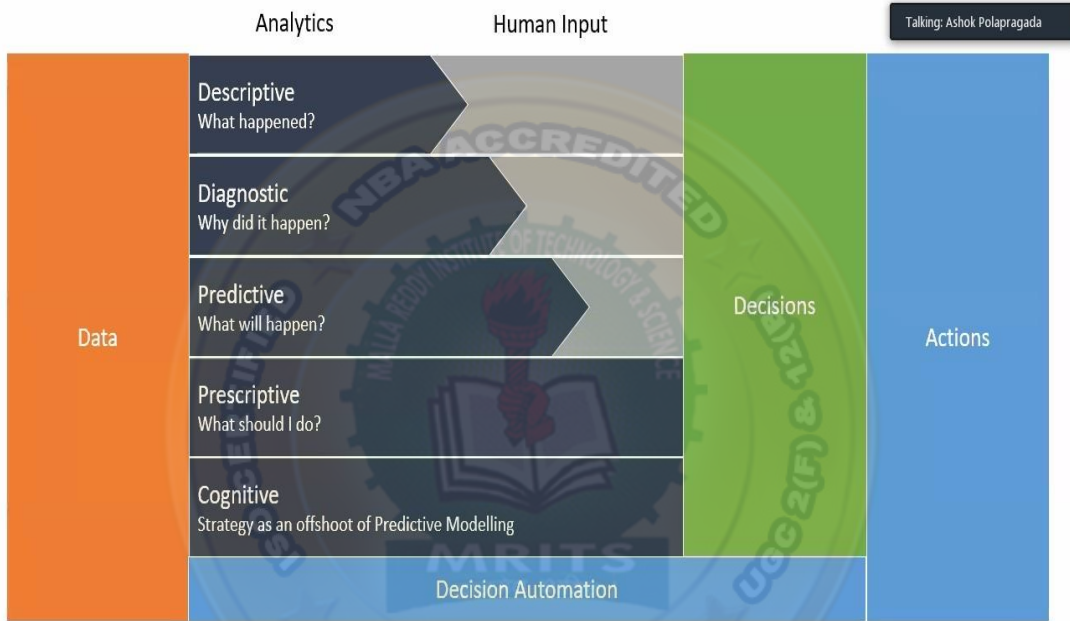 Analytics
Human Input
Talking: Ashok Polapragada
Data
Descriptive
What happened?
Diagnostic
Why did it happen?
Predictive
What will happen?
Prescriptive
What should I do?
Cognitive
Strategy as an offshoot of Predictive Modelling
Decision Automation
Decisions
Actions
NBA ACCREDITED
UGC 2(F) & 12(B)
ISO CERTIFIED
MALLA REDDY INSTITUTE OF TECHNOLOGY & SCIENCE
MRITS